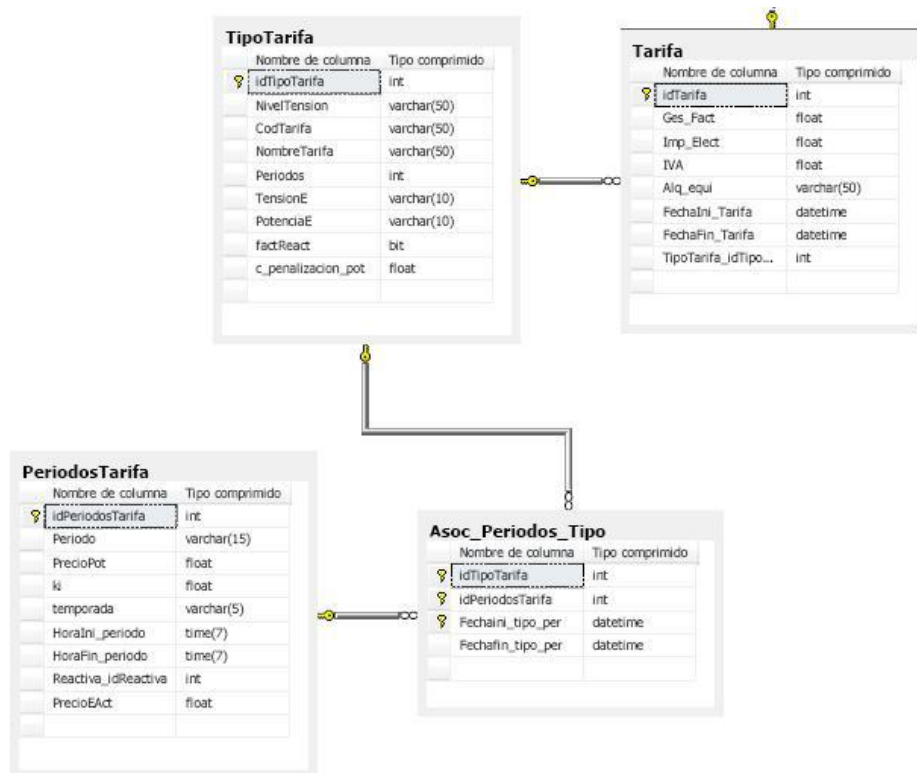 TipoTarifa
Nombre de columna Tipo comprimido
idTipoTarifa int
NivelTension varchar(50)
CodTarifa varchar(50)
NombreTarifa varchar(50)
Periodos int
TensionE varchar(10)
PotenciaE varchar(10)
factReact bit
c_penalizacion_pot float
Tarifa
Nombre de columna Tipo comprimido
idTarifa int
Ges_Fact float
Imp_Elect float
IVA float
Alq_equi varchar(50)
FechaIni_Tarifa datetime
FechaFin_Tarifa datetime
TipoTarifa_idTipo... int
PeriodosTarifa
Nombre de columna Tipo comprimido
idPeriodosTarifa int
Periodo varchar(15)
PrecioPot float
ki float
temporada varchar(5)
HoraIni_periodo time(7)
HoraFin_periodo time(7)
Reactiva_idReactiva int
PrecioEAct float
Asoc_Periodos_Tipo
Nombre de columna Tipo comprimido
idTipoTarifa int
idPeriodosTarifa int
Fechaini_tipo_per datetime
Fechafin_tipo_per datetime